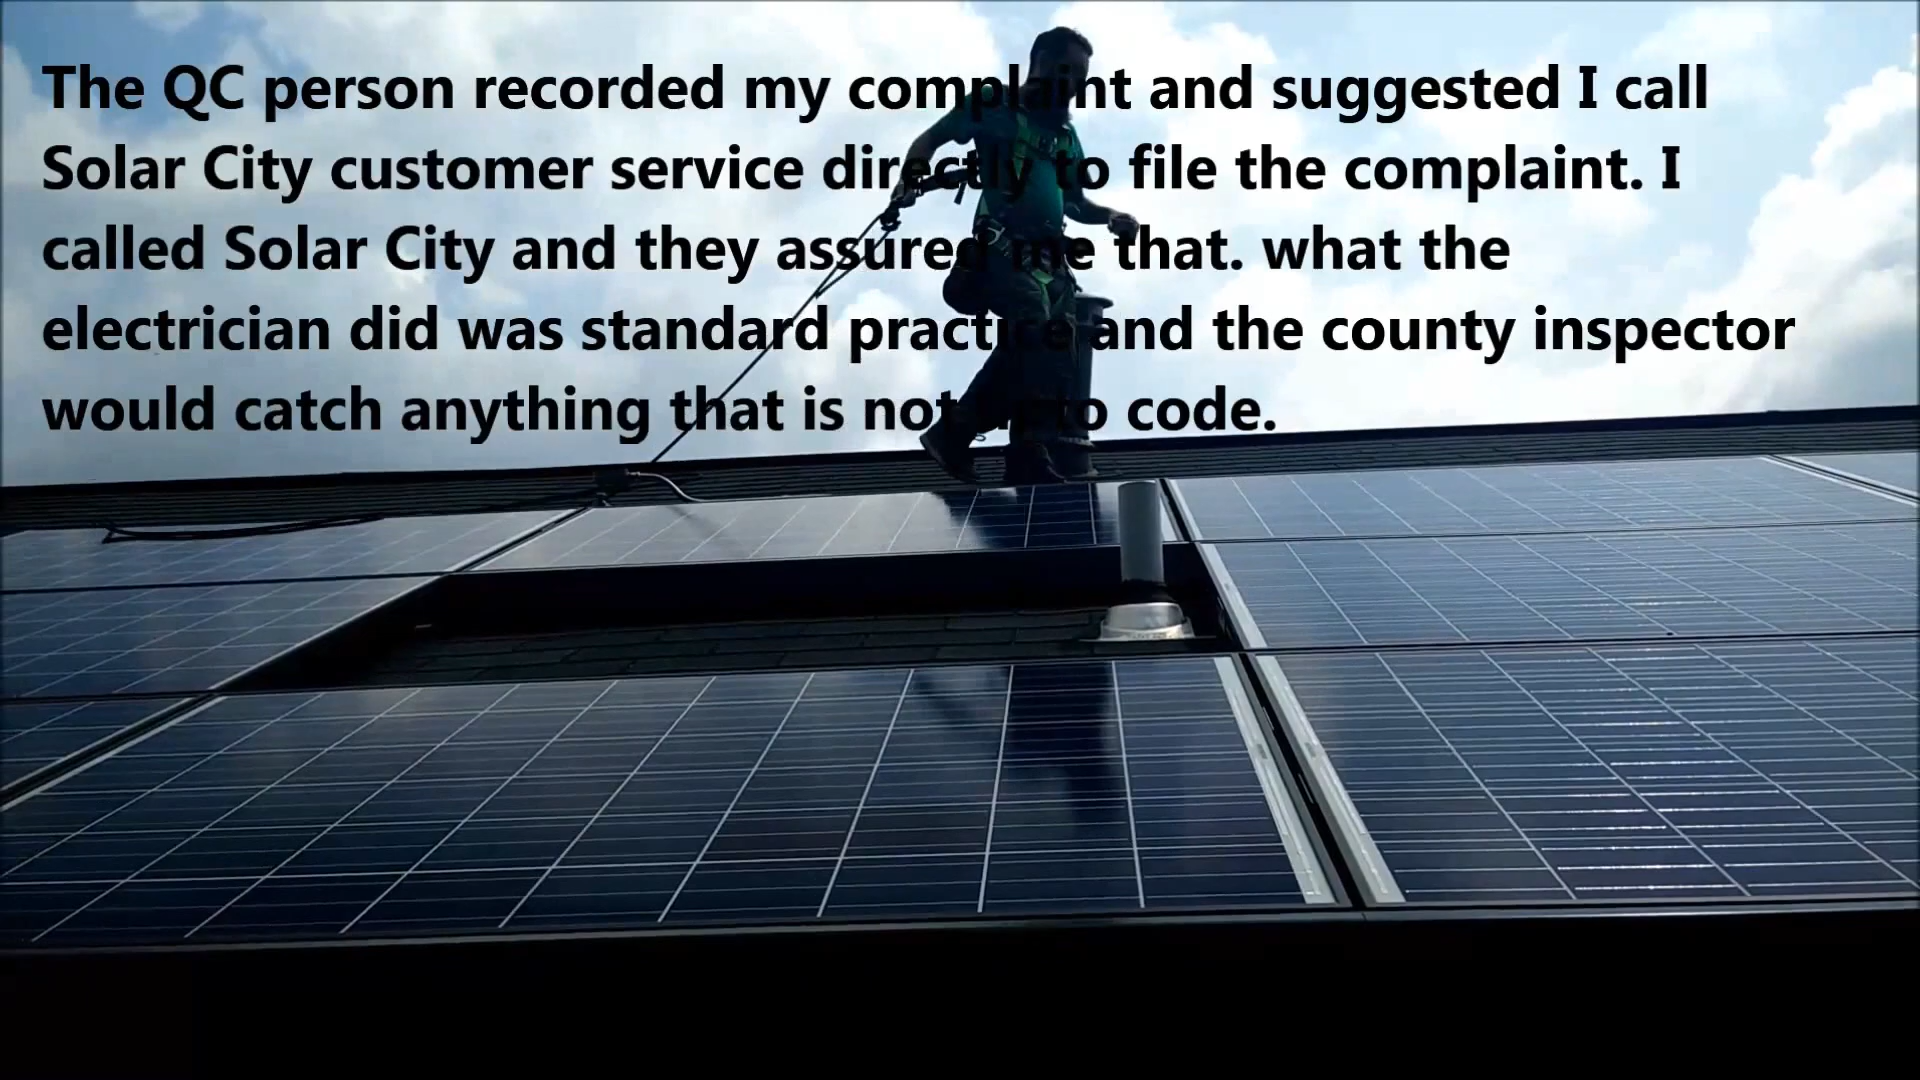 The QC person recorded my complaint and suggested I call
Solar City customer service directly to file the complaint. I
called Solar City and they assured me that. what the
electrician did was standard practice and the county inspector
would catch anything that is not up to code.